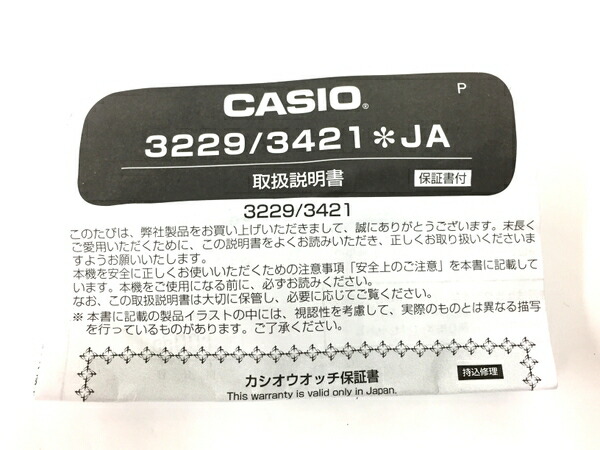 P
CASIO®
3229/3421＊JA
取扱説明書 保証書付
3229/3421
このたびは、弊社製品をお買い上げいただきまして、誠にありがとうございます。末長く
ご愛用いただくために、この説明書をよくお読みいただき、正しくお取り扱いくださいま
すようお願いいたします。
本機を安全に正しくお使いいただくための注意事項「安全上のご注意」を本書に記載して
います。本機をご使用になる前に、必ずお読みください。
なお、この取扱説明書は大切に保管し、必要に応じてご覧ください。
※ 本書に記載の製品イラストの中には、視認性を考慮して、実際のものとは異なる描写
を行っているものがあります。ご了承ください。
カシオウオッチ保証書 持込修理
This warranty is valid only in Japan.